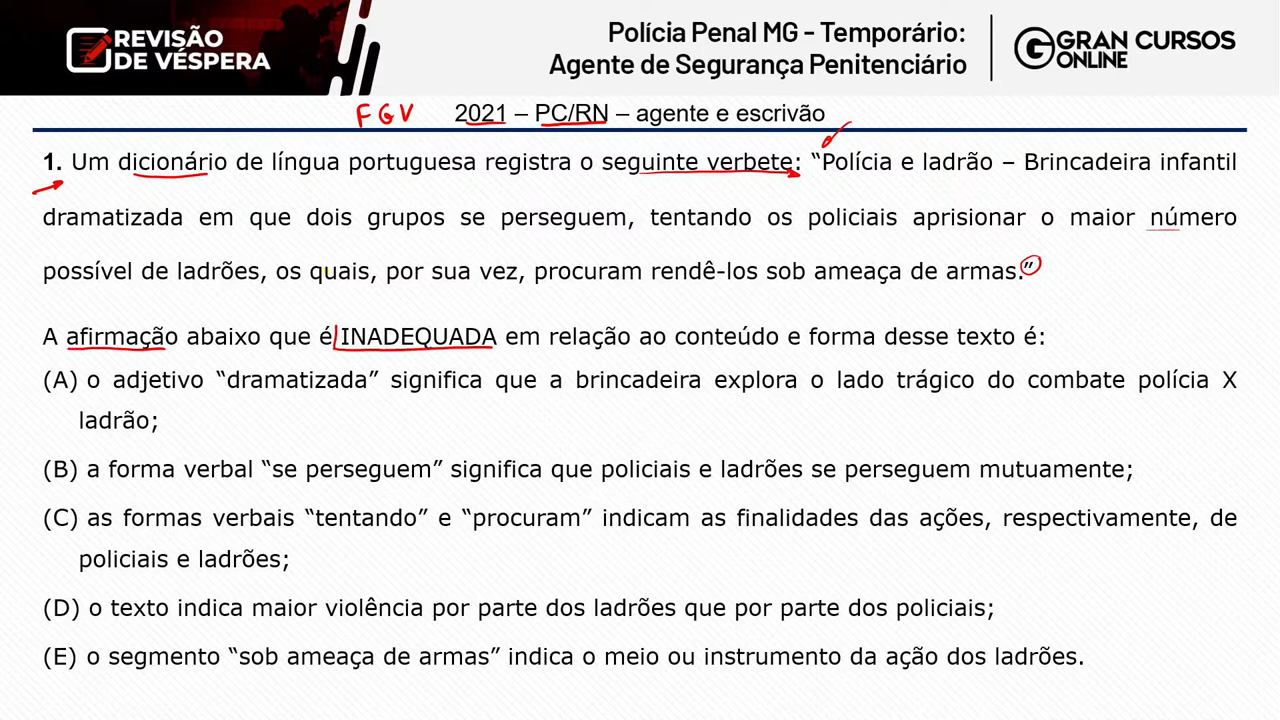 REVISÃO
DE VÉSPERA
Polícia Penal MG - Temporário:
Agente de Segurança Penitenciário
GRAN CURSOS
ONLINE
FGV 2021 – PC/RN – agente e escrivão
1. Um dicionário de língua portuguesa registra o seguinte verbete: “Polícia e ladrão – Brincadeira infantil
dramatizada em que dois grupos se perseguem, tentando os policiais aprisionar o maior número
possível de ladrões, os quais, por sua vez, procuram rendê-los sob ameaça de armas.”
A afirmação abaixo que é INADEQUADA em relação ao conteúdo e forma desse texto é:
(A) o adjetivo “dramatizada” significa que a brincadeira explora o lado trágico do combate polícia X
ladrão;
(B) a forma verbal “se perseguem” significa que policiais e ladrões se perseguem mutuamente;
(C) as formas verbais “tentando” e “procuram” indicam as finalidades das ações, respectivamente, de
policiais e ladrões;
(D) o texto indica maior violência por parte dos ladrões que por parte dos policiais;
(E) o segmento “sob ameaça de armas” indica o meio ou instrumento da ação dos ladrões.